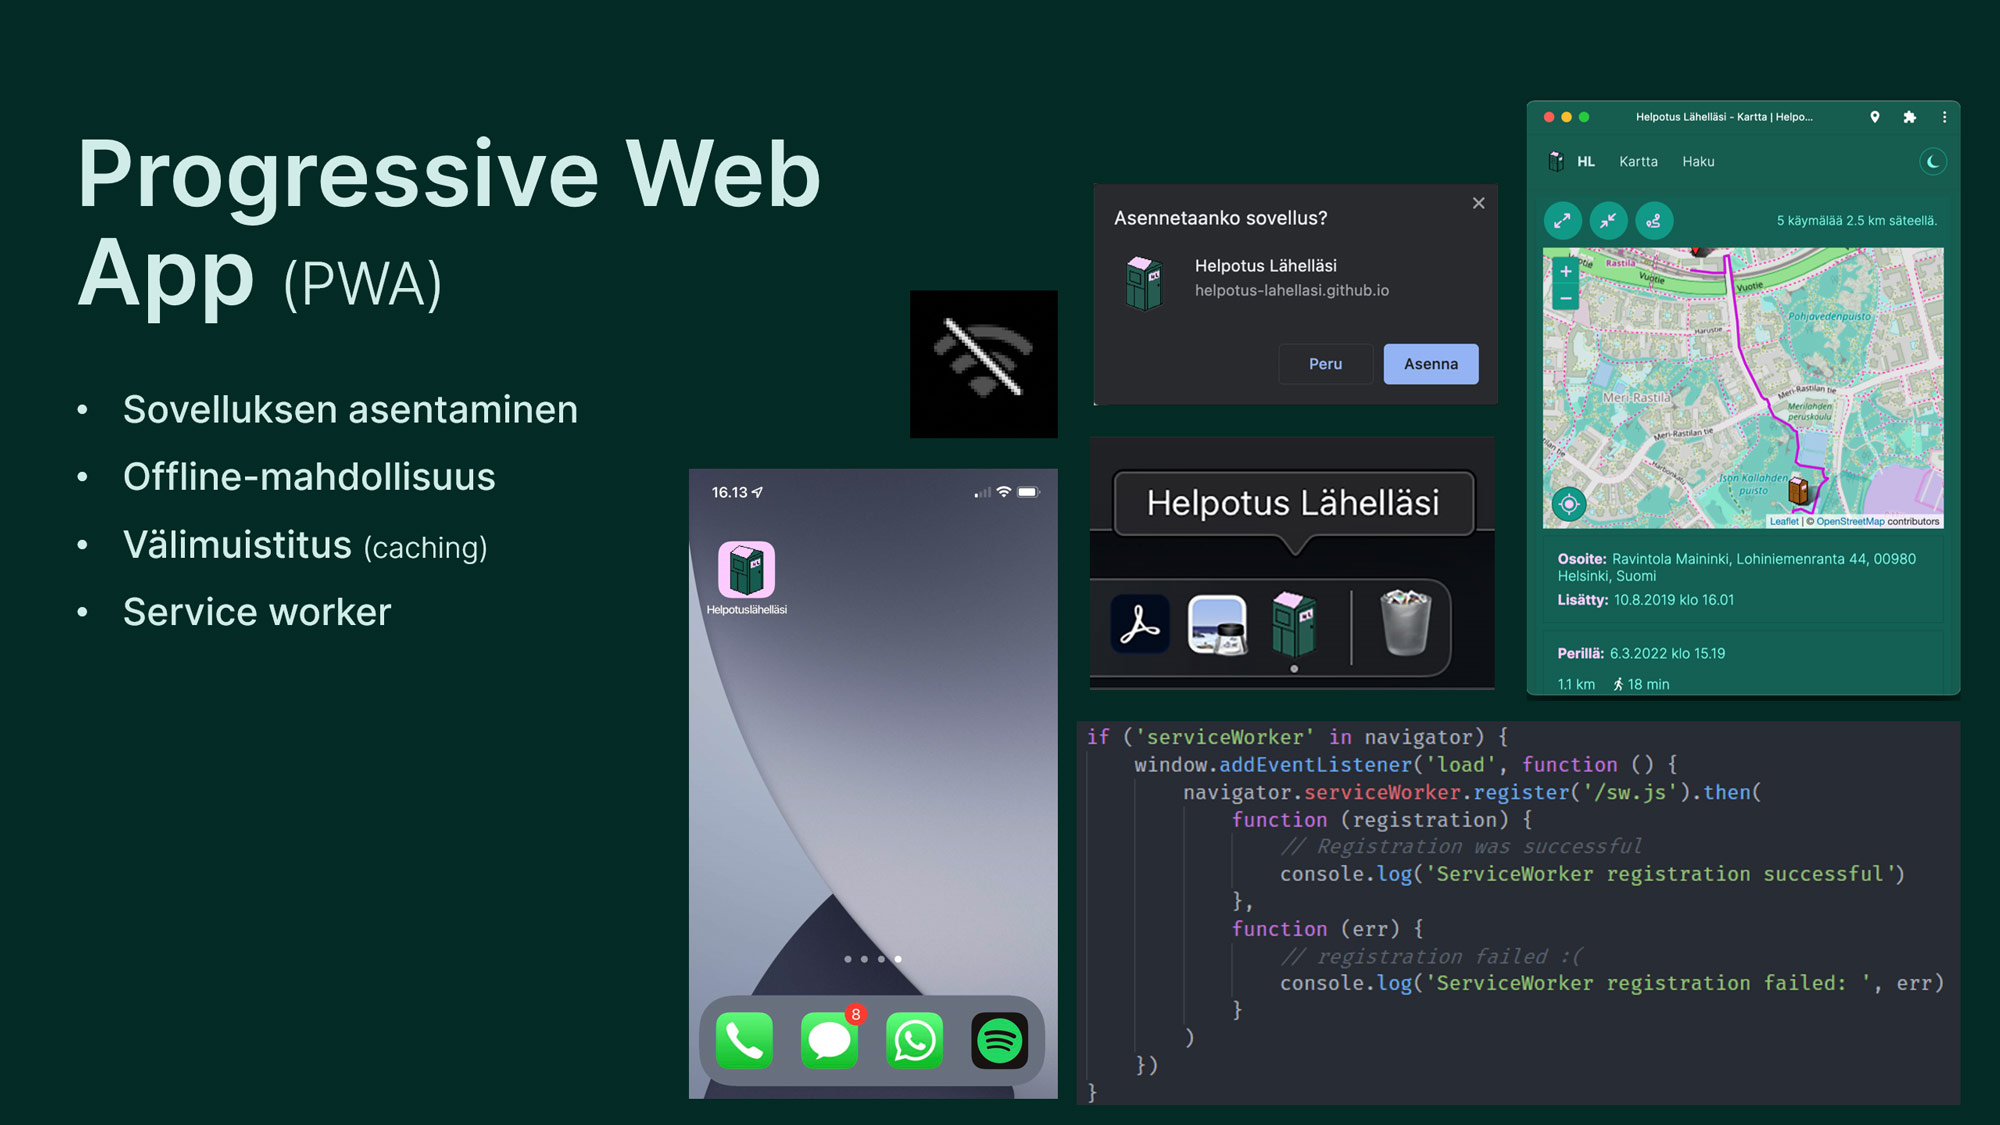 Progressive Web
App (PWA)
• Sovelluksen asentaminen
• Offline-mahdollisuus
• Välimuistitus (caching)
• Service worker
16.13
Helpotuslähelläsi
8
Asennetaanko sovellus?
HL
Helpotus Lähelläsi
helpotus-lahellasi.github.io
Peru
Asenna
Helpotus Lähelläsi
Helpotus Lähelläsi - Kartta | Helpo...
HL Kartta Haku
5 käymälää 2.5 km säteellä.
+
−
Rastila
Vuotie
Vuotie
Vuotie
Pohjavedenpuisto
Harustie
Meri-Rastilan tie
Meri-Rastila
Merilahden
peruskoulu
Meri-Rastilan tie
Ison Kallahden
puisto
Leaflet | © OpenStreetMap contributors
Osoite: Ravintola Maininki, Lohiniemenranta 44, 00980
Helsinki, Suomi
Lisätty: 10.8.2019 klo 16.01
Perillä: 6.3.2022 klo 15.19
1.1 km 18 min
if ('serviceWorker' in navigator) {
window.addEventListener('load', function () {
navigator.serviceWorker.register('/sw.js').then(
function (registration) {
// Registration was successful
console.log('ServiceWorker registration successful')
},
function (err) {
// registration failed :(
console.log('ServiceWorker registration failed: ', err)
}
)
})
}